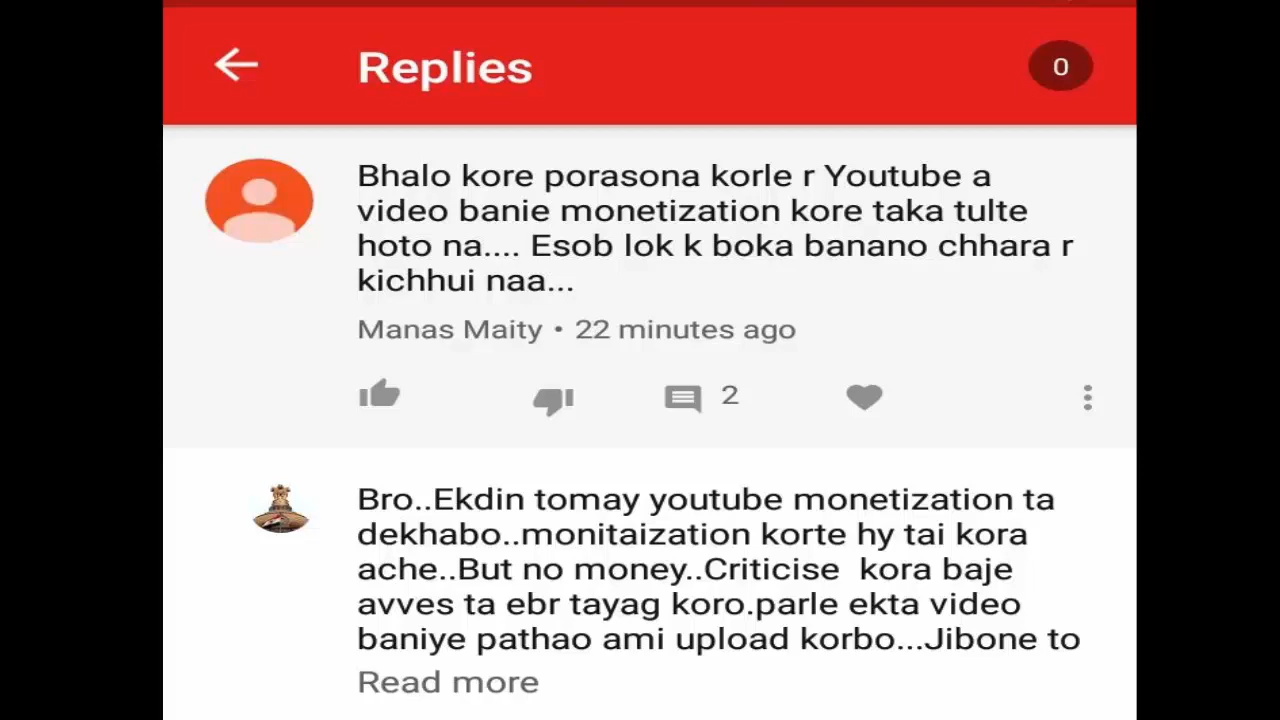 Replies
0
Bhalo kore porasona korle r Youtube a
video banie monetization kore taka tulte
hoto na.... Esob lok k boka banano chhara r
kichhui naa...
Manas Maity • 22 minutes ago
2
Bro..Ekdin tomay youtube monetization ta
dekhabo..monitaization korte hy tai kora
ache..But no money..Criticise  kora baje
avves ta ebr tayag koro.parle ekta video
baniye pathao ami upload korbo...Jibone to
Read more